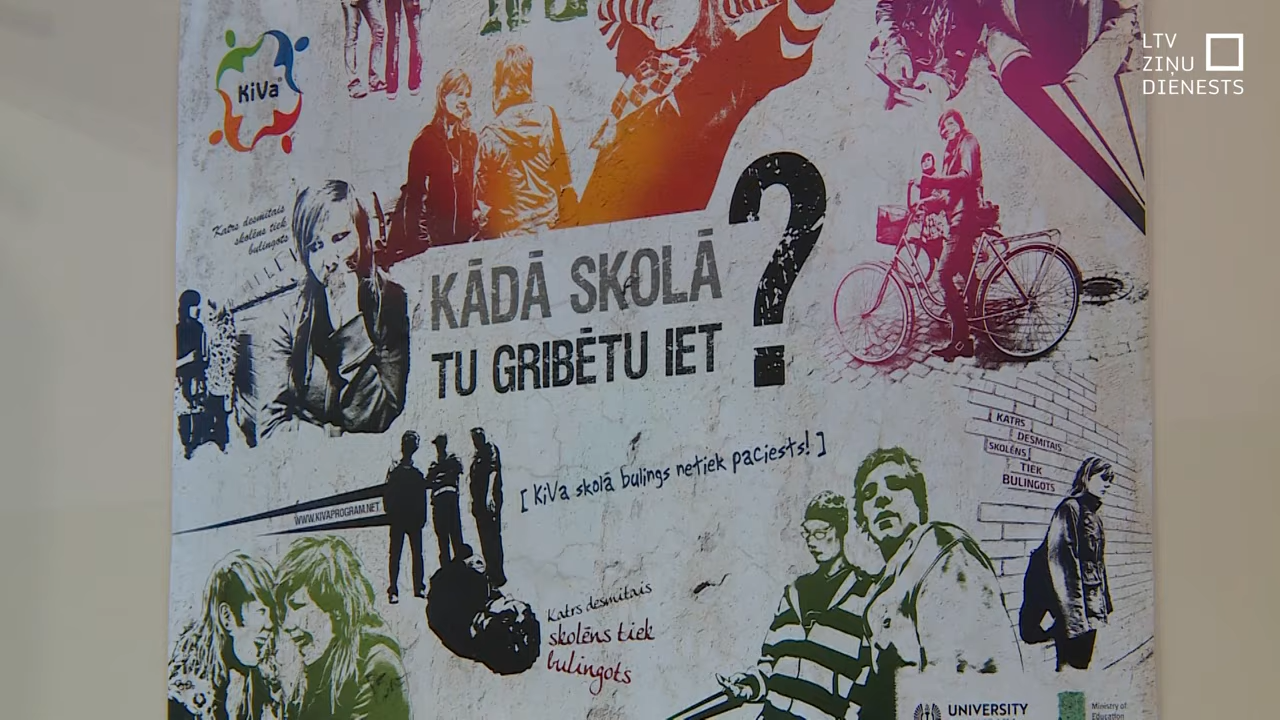 LTV
ZIŅU
DIENESTS
KiVa
Katrs desmitais
skolēns tiek
bulingots
KĀDĀ SKOLĀ
TU GRIBĒTU IET
?
[ KiVa skolā bulings netiek paciests! ]
KATRS
DESMITAIS
SKOLĒNS
TIEK
BULINGOTS
WWW.KIVAPROGRAM.NET
Katrs desmitais
skolēns tiek
bulingots
UNIVERSITY
Ministry of
Education